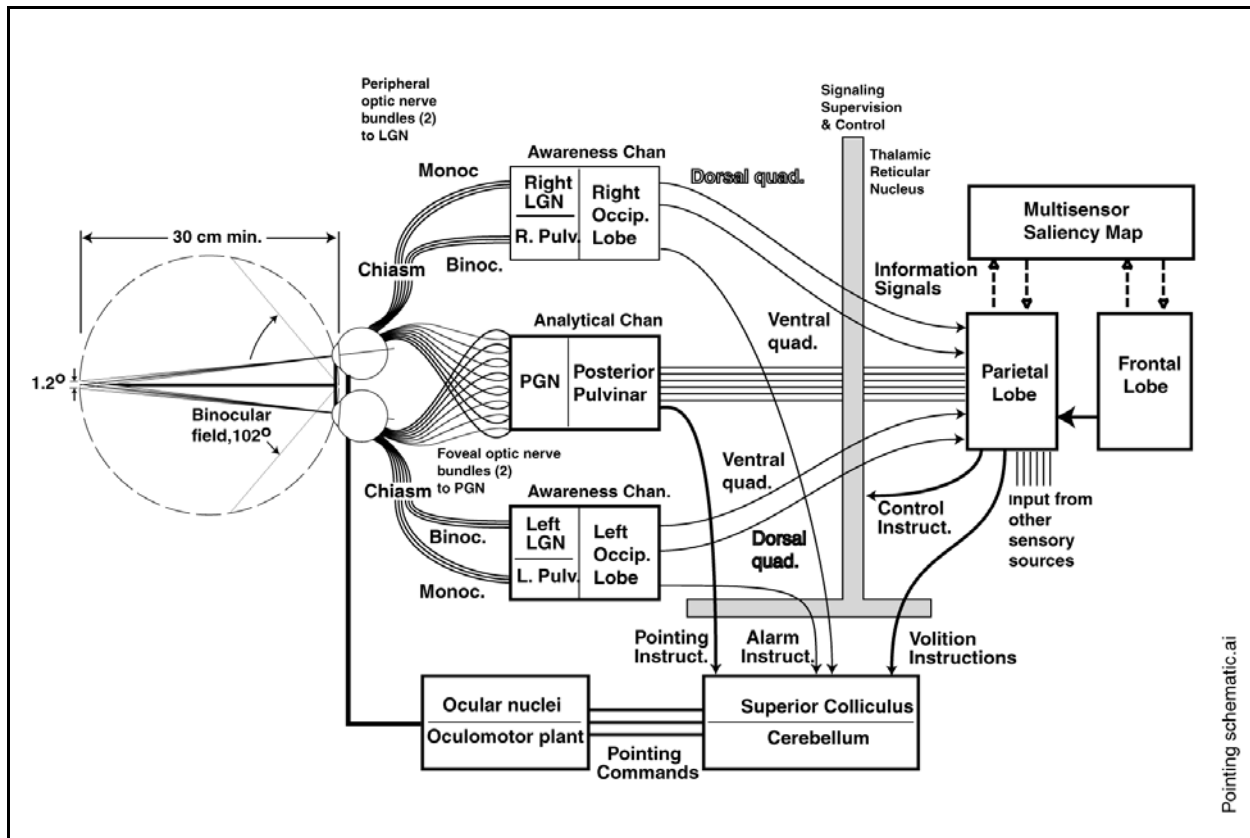 Peripheral
optic nerve
bundles (2)
to LGN
Signaling
Supervision
& Control
Thalamic
Reticular
Nucleus
Awareness Chan
Monoc
Right
LGN
R. Pulv.
Right
Occip.
Lobe
Dorsal quad.
Multisensor
Saliency Map
30 cm min.
Chiasm
Binoc.
Information
Signals
Analytical Chan
Ventral
quad.
PGN
Posterior
Pulvinar
Parietal
Lobe
Frontal
Lobe
1.2°
Binocular
field,102°
Foveal optic nerve
bundles (2)
to PGN
Ventral
quad.
Chiasm
Awareness Chan.
Binoc.
Left
LGN
L. Pulv.
Left
Occip.
Lobe
Monoc.
Dorsal
quad.
Control
Instruct.
Input from
other
sensory
sources
Pointing
Instruct.
Alarm
Instruct.
Volition
Instructions
Ocular nuclei
Oculomotor plant
Superior Colliculus
Cerebellum
Pointing
Commands
Pointing schematic.ai